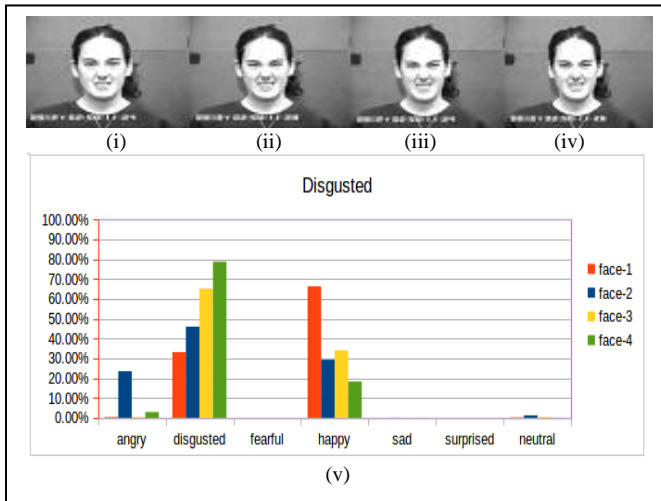 (i) (ii) (iii) (iv)
Disgusted
100.00%
90.00%
80.00%
70.00%
60.00%
50.00%
40.00%
30.00%
20.00%
10.00%
0.00%
angry disgusted fearful happy sad surprised neutral
face-1
face-2
face-3
face-4
(v)